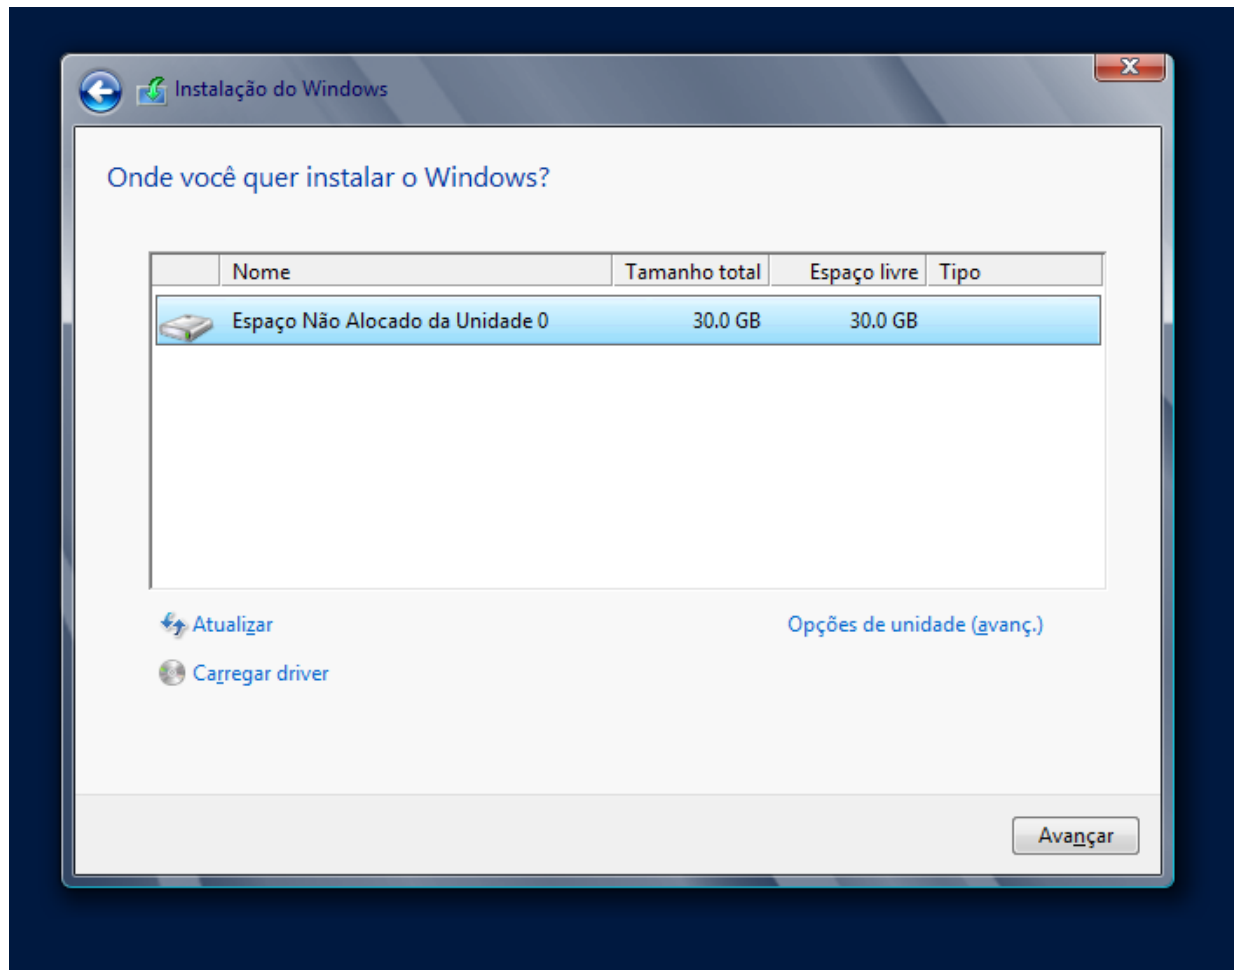 Instalação do Windows
Onde você quer instalar o Windows?
Nome Tamanho total Espaço livre Tipo
Espaço Não Alocado da Unidade 0 30.0 GB 30.0 GB
Atualizar Opções de unidade (avanç.)
Carregar driver
Avançar